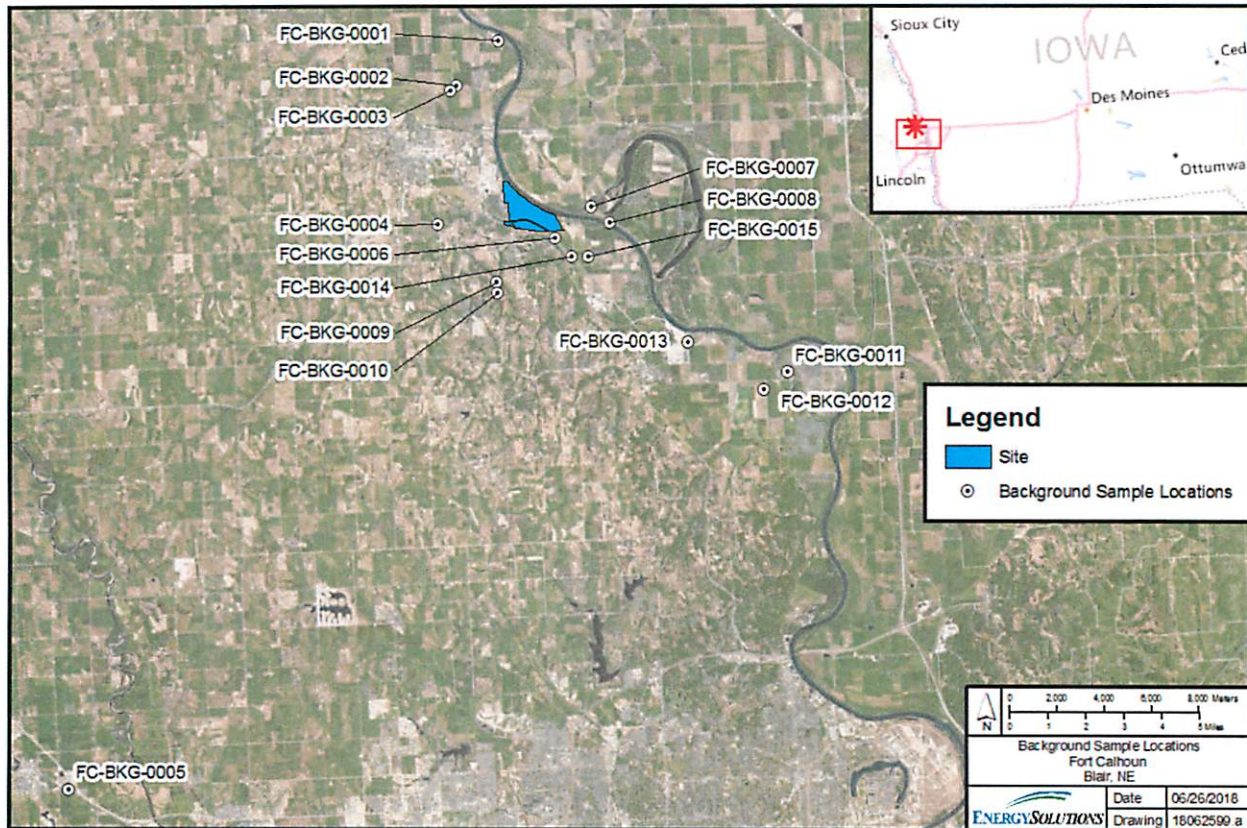 FC-BKG-0001
FC-BKG-0002
FC-BKG-0003
FC-BKG-0004
FC-BKG-0006
FC-BKG-0014
FC-BKG-0009
FC-BKG-0010
FC-BKG-0007
FC-BKG-0008
FC-BKG-0015
FC-BKG-0013
FC-BKG-0011
FC-BKG-0012
FC-BKG-0005
Sioux City
IOWA
Ced
Des Moines
Ottumwa
Lincoln
Legend
Site
Background Sample Locations
N
0 2,000 4,000 6,000 8,000 Meters
0 1 2 3 4 5 Miles
Background Sample Locations
Fort Calhoun
Blair, NE
ENERGYSOLUTIONS
Date 06/26/2018
Drawing 18062599.a